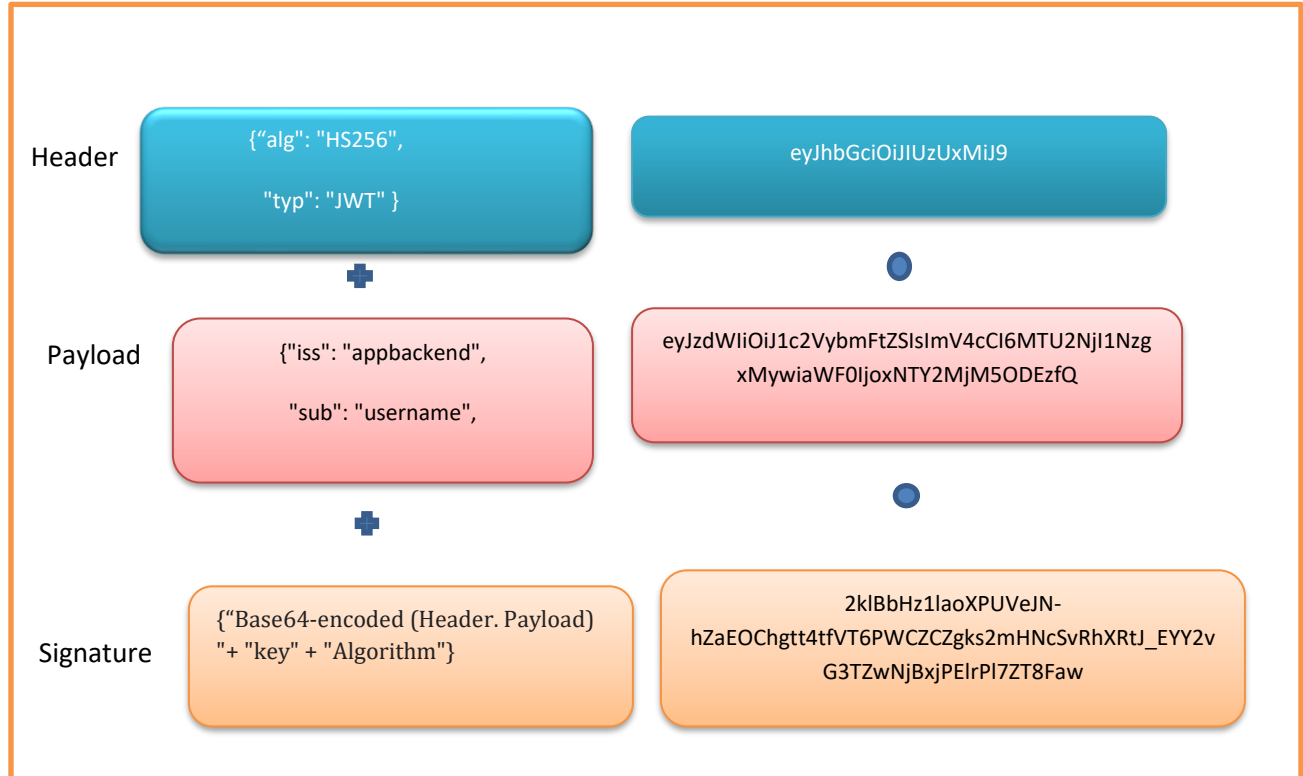 Header
{“alg": "HS256",
"typ": "JWT" }
eyJhbGciOiJIUzUxMiJ9
Payload
{"iss": "appbackend",
"sub": "username",
eyJzdWIiOiJ1c2VybmFtZSIsImV4cCI6MTU2NjI1Nzg
xMywiaWF0IjoxNTY2MjM5ODEzfQ
Signature
{“Base64-encoded (Header. Payload)
"+ "key" + "Algorithm"}
2klBbHz1laoXPUVeJN-
hZaEOChgtt4tfVT6PWCZCZgks2mHNcSvRhXRtJ_EYY2v
G3TZwNjBxjPElrPl7ZT8Faw